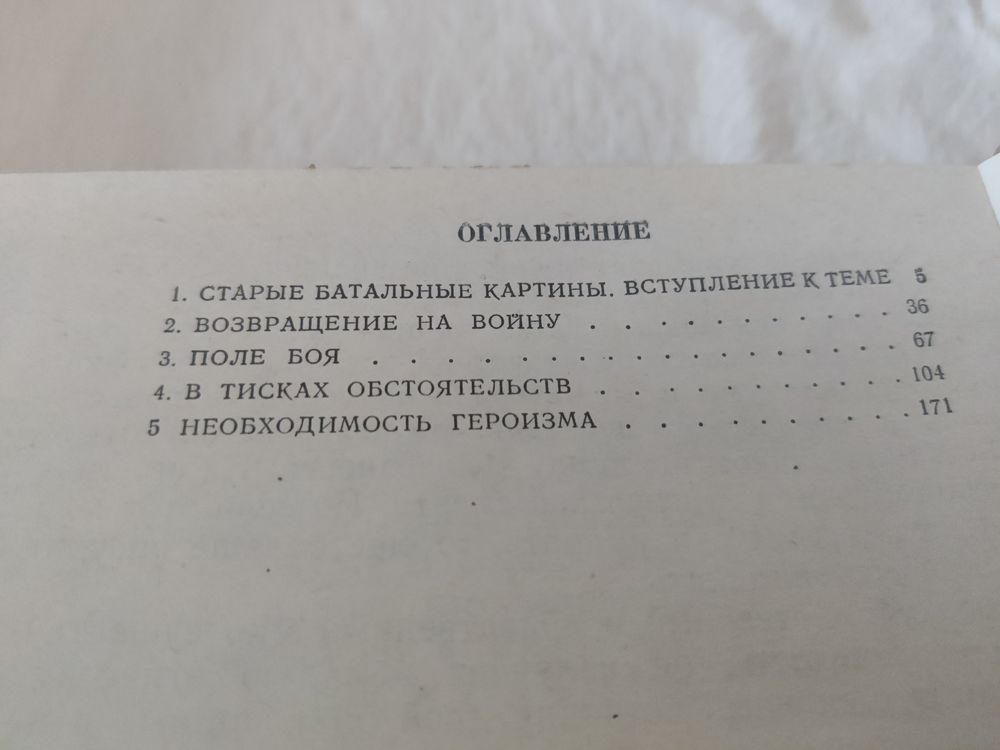 ОГЛАВЛЕНИЕ
1. СТАРЫЕ БАТАЛЬНЫЕ КАРТИНЫ. ВСТУПЛЕНИЕ К ТЕМЕ 5
2. ВОЗВРАЩЕНИЕ НА ВОЙНУ . . . . . . . . . . 36
3. ПОЛЕ БОЯ . . . . . . . . . . . . . . 67
4. В ТИСКАХ ОБСТОЯТЕЛЬСТВ . . . . . . . . . 104
5 НЕОБХОДИМОСТЬ ГЕРОИЗМА . . . . . . . . . 171